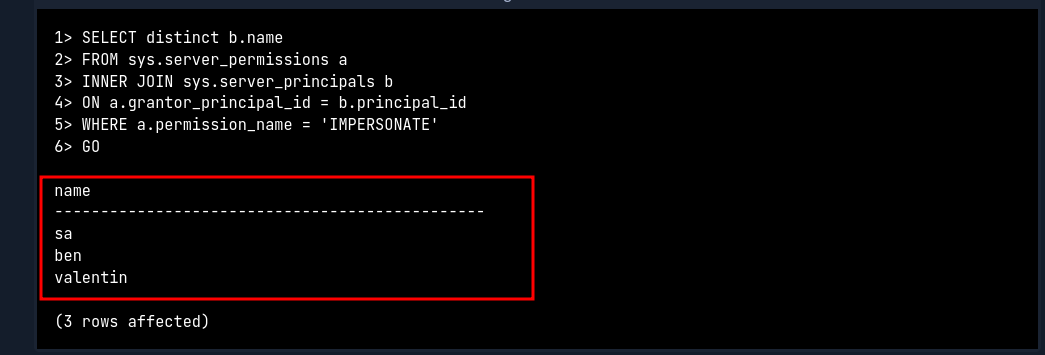 1> SELECT distinct b.name
2> FROM sys.server_permissions a
3> INNER JOIN sys.server_principals b
4> ON a.grantor_principal_id = b.principal_id
5> WHERE a.permission_name = 'IMPERSONATE'
6> GO
name
-----------------------------------------------
sa
ben
valentin
(3 rows affected)